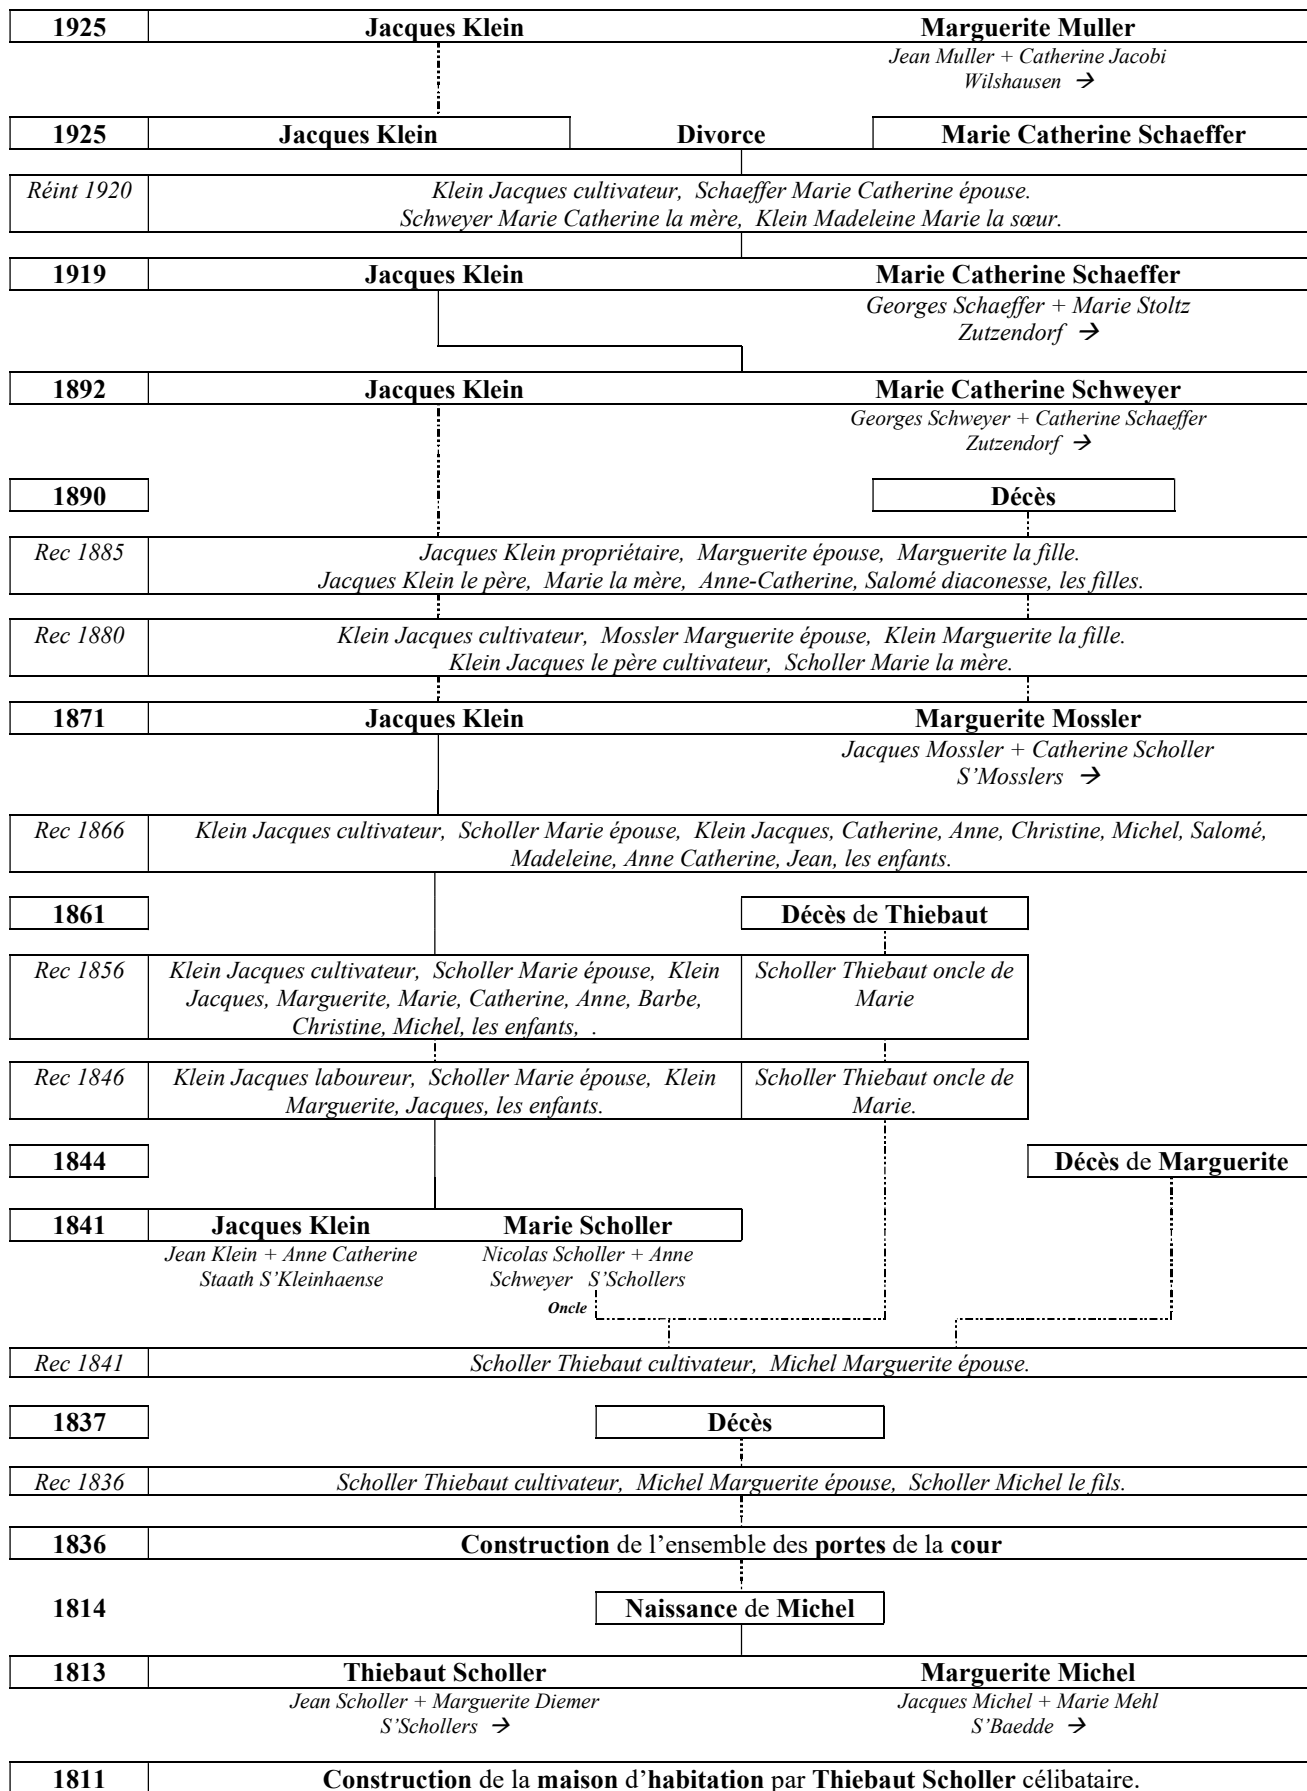 1925 Jacques Klein Marguerite Muller
Jean Muller + Catherine Jacobi
Wilshausen →
1925 Jacques Klein Divorce Marie Catherine Schaeffer
Réint 1920 Klein Jacques cultivateur, Schaeffer Marie Catherine épouse.
Schweyer Marie Catherine la mère, Klein Madeleine Marie la sœur.
1919 Jacques Klein Marie Catherine Schaeffer
Georges Schaeffer + Marie Stoltz
Zutzendorf →
1892 Jacques Klein Marie Catherine Schweyer
Georges Schweyer + Catherine Schaeffer
Zutzendorf →
1890 Décès
Rec 1885 Jacques Klein propriétaire, Marguerite épouse, Marguerite la fille.
Jacques Klein le père, Marie la mère, Anne-Catherine, Salomé diaconesse, les filles.
Rec 1880 Klein Jacques cultivateur, Mossler Marguerite épouse, Klein Marguerite la fille.
Klein Jacques le père cultivateur, Scholler Marie la mère.
1871 Jacques Klein Marguerite Mossler
Jacques Mossler + Catherine Scholler
S’Mosslers →
Rec 1866 Klein Jacques cultivateur, Scholler Marie épouse, Klein Jacques, Catherine, Anne, Christine, Michel, Salomé,
Madeleine, Anne Catherine, Jean, les enfants.
1861 Décès de Thiebaut
Rec 1856 Klein Jacques cultivateur, Scholler Marie épouse, Klein Scholler Thiebaut oncle de
Jacques, Marguerite, Marie, Catherine, Anne, Barbe, Marie
Christine, Michel, les enfants, .
Rec 1846 Klein Jacques laboureur, Scholler Marie épouse, Klein Scholler Thiebaut oncle de
Marguerite, Jacques, les enfants. Marie.
1844 Décès de Marguerite
1841 Jacques Klein Marie Scholler
Jean Klein + Anne Catherine Nicolas Scholler + Anne
Staath S’Kleinhaense Schweyer S’Schollers
Oncle
Rec 1841 Scholler Thiebaut cultivateur, Michel Marguerite épouse.
1837 Décès
Rec 1836 Scholler Thiebaut cultivateur, Michel Marguerite épouse, Scholler Michel le fils.
1836 Construction de l’ensemble des portes de la cour
1814 Naissance de Michel
1813 Thiebaut Scholler Marguerite Michel
Jean Scholler + Marguerite Diemer Jacques Michel + Marie Mehl
S’Schollers → S’Baedde →
1811 Construction de la maison d’habitation par Thiebaut Scholler célibataire.